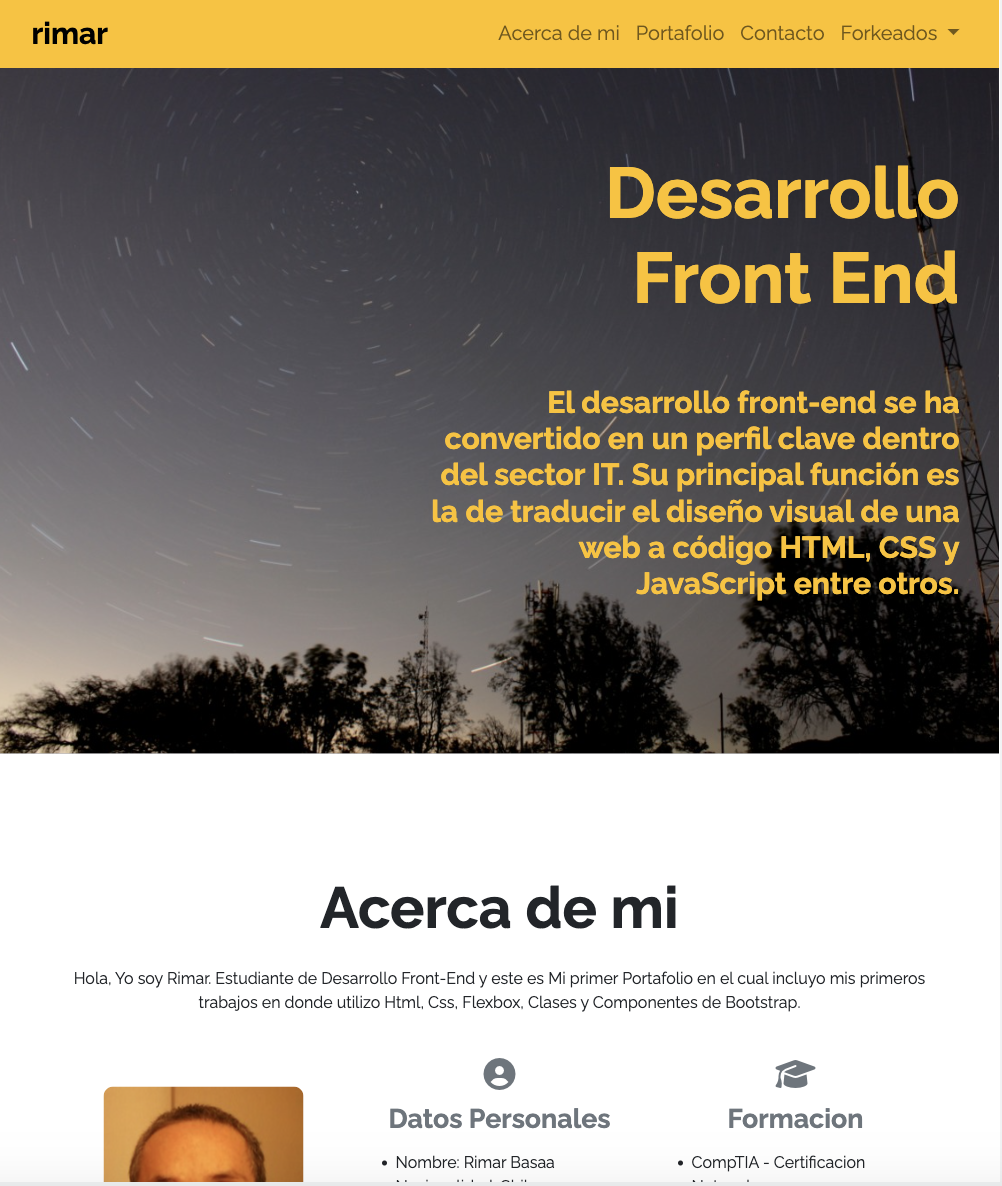 rimar
Acerca de mi Portafolio Contacto Forkeados
Desarrollo
Front End
El desarrollo front-end se ha
convertido en un perfil clave dentro
del sector IT. Su principal función es
la de traducir el diseño visual de una
web a código HTML, CSS y
JavaScript entre otros.
Acerca de mi
Hola, Yo soy Rimar. Estudiante de Desarrollo Front-End y este es Mi primer Portafolio en el cual incluyo mis primeros
trabajos en donde utilizo Html, Css, Flexbox, Clases y Componentes de Bootstrap.
Datos Personales
• Nombre: Rimar Basaa
Formacion
• CompTIA - Certificacion